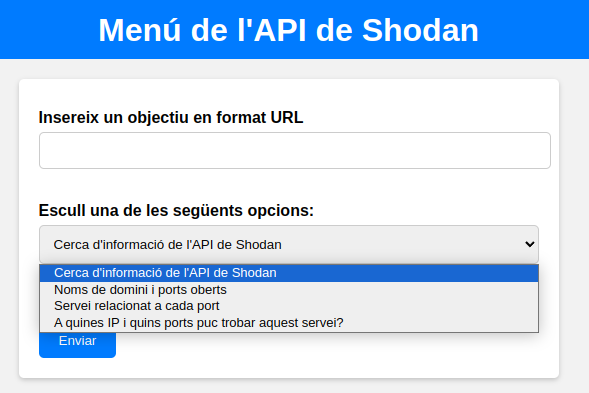 Menú de l'API de Shodan
Insereix un objectiu en format URL
Escull una de les següents opcions:
Cerca d'informació de l'API de Shodan
Cerca d'informació de l'API de Shodan
Noms de domini i ports oberts
Servei relacionat a cada port
A quines IP i quins ports puc trobar aquest servei?
Enviar